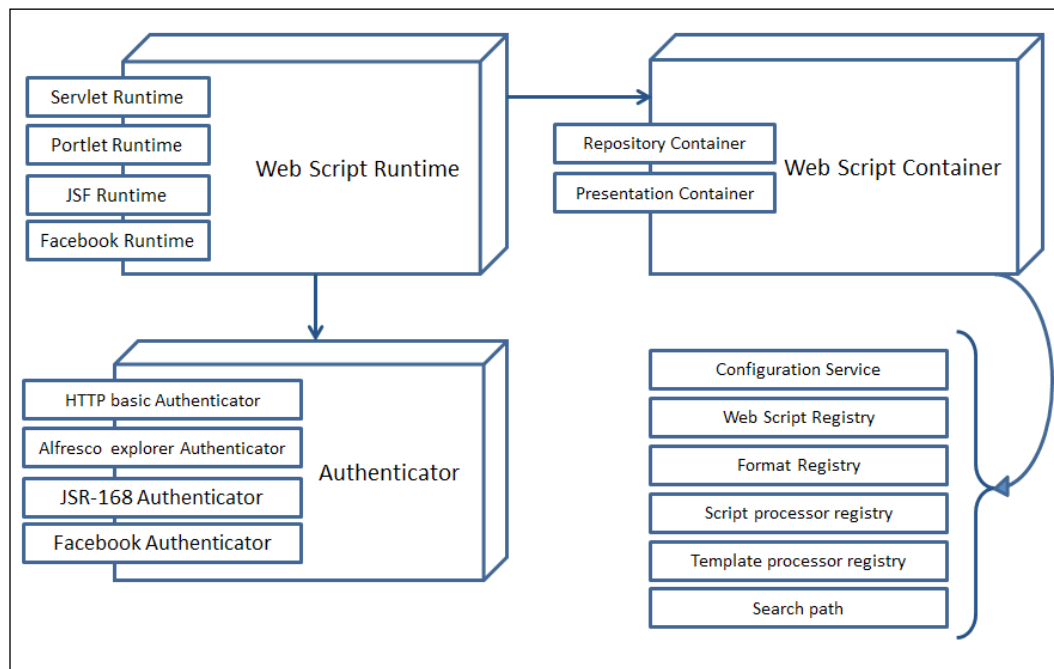 Servlet Runtime
Portlet Runtime
JSF Runtime
Facebook Runtime
Web Script Runtime
Repository Container
Presentation Container
Web Script Container
HTTP basic Authenticator
Alfresco explorer Authenticator
JSR-168 Authenticator
Facebook Authenticator
Authenticator
Configuration Service
Web Script Registry
Format Registry
Script processor registry
Template processor registry
Search path